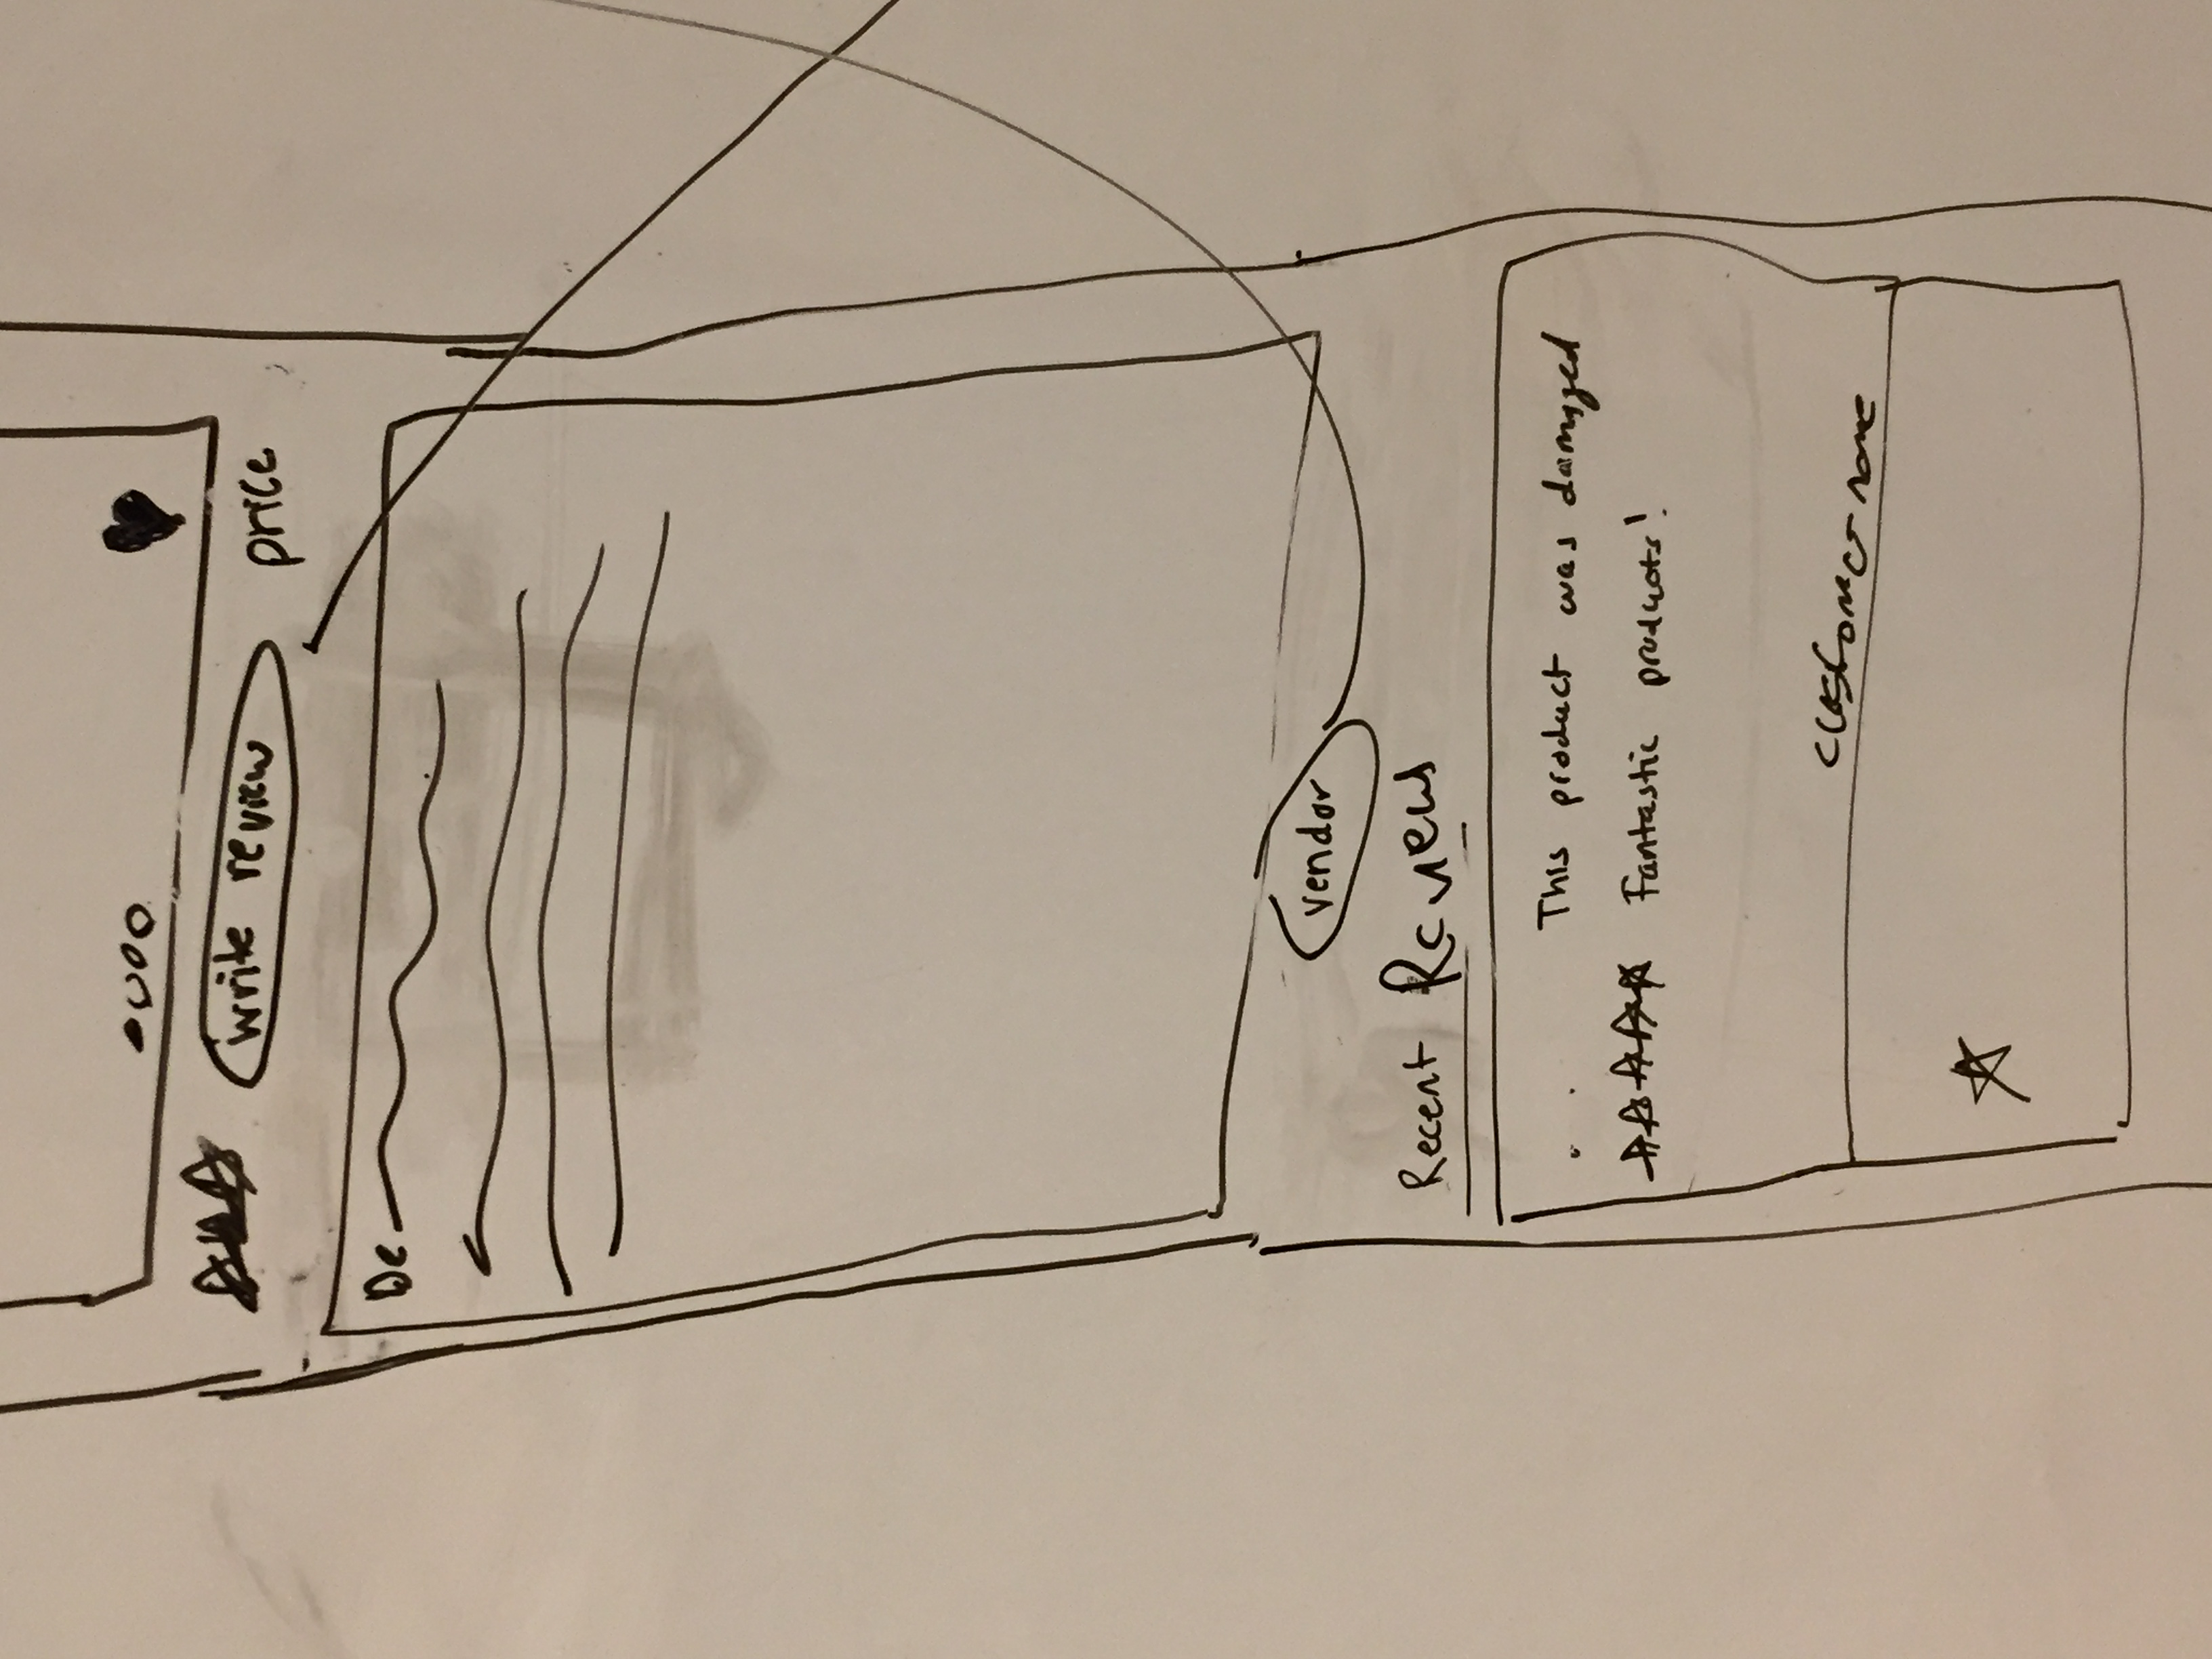 write review
price
De
vendor
Recent Reviews
This product was damaged
Fantastic products!
customer name